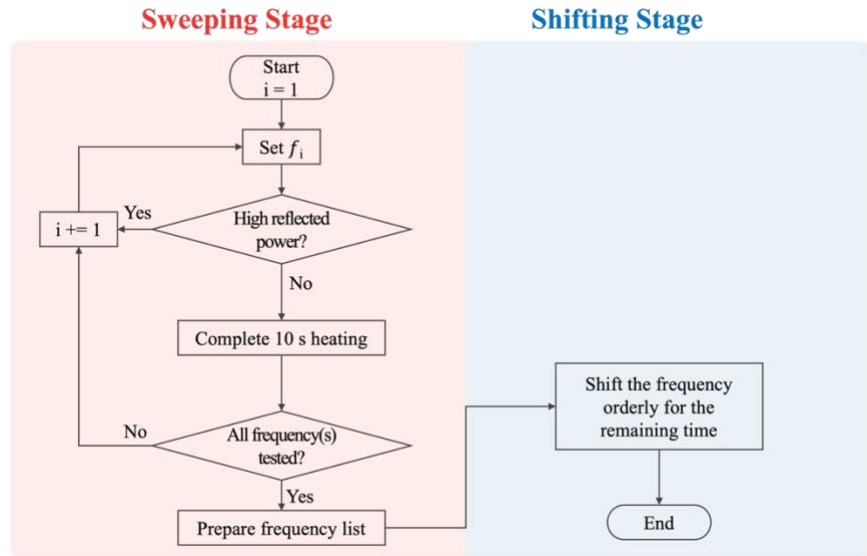 Sweeping Stage
Shifting Stage
Start
i = 1
Set fi
High reflected
power?
Yes
i += 1
No
Complete 10 s heating
All frequency(s)
tested?
No
Yes
Prepare frequency list
Shift the frequency
orderly for the
remaining time
End